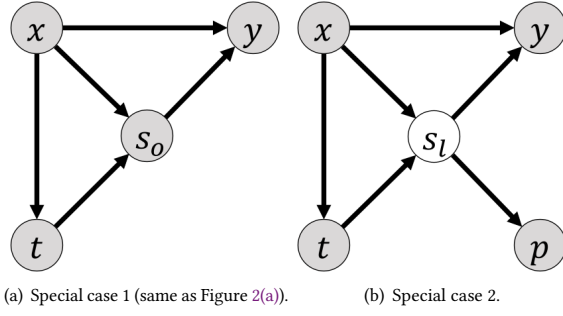 x y x y
s_o s_l
t t p
(a) Special case 1 (same as Figure 2(a)). (b) Special case 2.